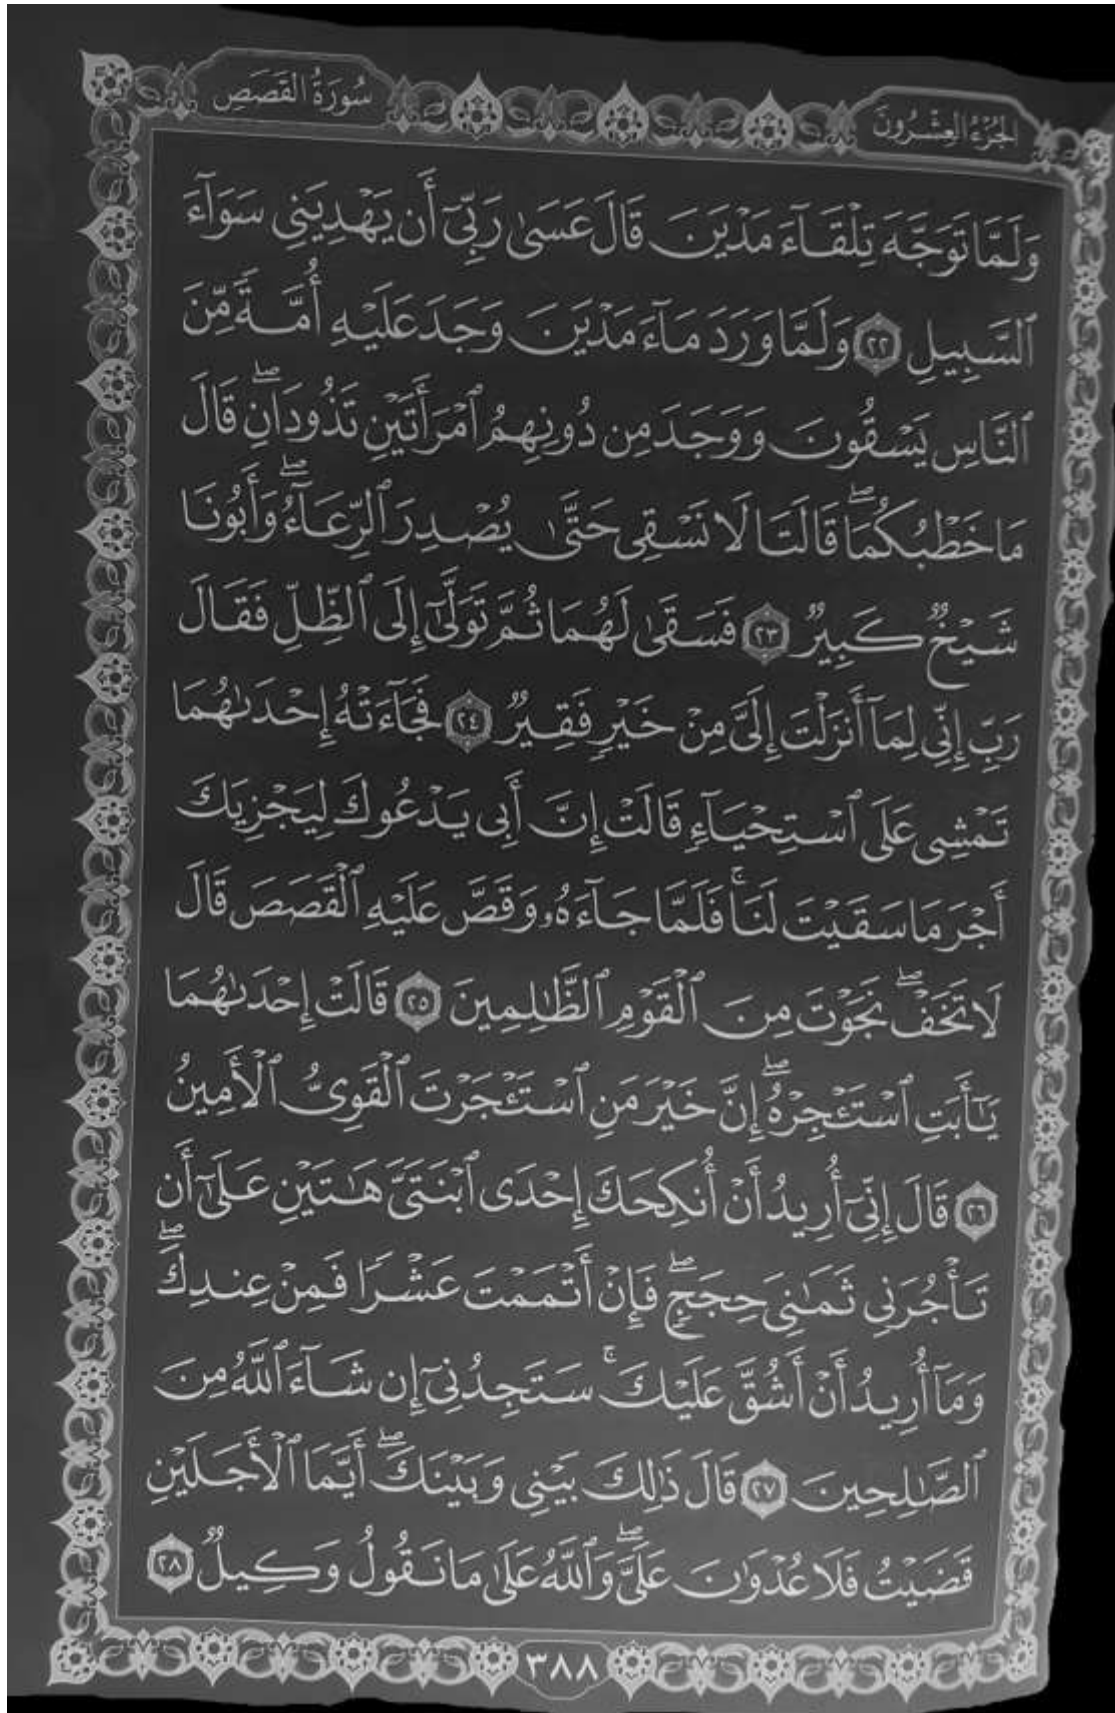 الجُزْءُ العِشْرُونَ
سُورَةُ القَصَصِ
وَلَمَّا تَوَجَّهَ تِلْقَآءَ مَدْيَنَ قَالَ عَسَىٰ رَبِّىٓ أَن يَهْدِيَنِى سَوَآءَ
ٱلسَّبِيلِ ٢٢ وَلَمَّا وَرَدَ مَآءَ مَدْيَنَ وَجَدَ عَلَيْهِ أُمَّةً مِّنَ
ٱلنَّاسِ يَسْقُونَ وَوَجَدَ مِن دُونِهِمُ ٱمْرَأَتَيْنِ تَذُودَانِۖ قَالَ
مَا خَطْبُكُمَاۖ قَالَتَا لَا نَسْقِى حَتَّىٰ يُصْدِرَ ٱلرِّعَآءُۖ وَأَبُونَا
شَيْخٌ كَبِيرٌ ٢٣ فَسَقَىٰ لَهُمَا ثُمَّ تَوَلَّىٰٓ إِلَى ٱلظِّلِّ فَقَالَ
رَبِّ إِنِّى لِمَآ أَنزَلْتَ إِلَىَّ مِنْ خَيْرٍ فَقِيرٌ ٢٤ فَجَآءَتْهُ إِحْدَىٰهُمَا
تَمْشِى عَلَى ٱسْتِحْيَآءٍ قَالَتْ إِنَّ أَبِى يَدْعُوكَ لِيَجْزِيَكَ
أَجْرَ مَا سَقَيْتَ لَنَاۚ فَلَمَّا جَآءَهُۥ وَقَصَّ عَلَيْهِ ٱلْقَصَصَ قَالَ
لَا تَخَفْۖ نَجَوْتَ مِنَ ٱلْقَوْمِ ٱلظَّٰلِمِينَ ٢٥ قَالَتْ إِحْدَىٰهُمَا
يَٰٓأَبَتِ ٱسْتَـْٔجِرْهُۖ إِنَّ خَيْرَ مَنِ ٱسْتَـْٔجَرْتَ ٱلْقَوِىُّ ٱلْأَمِينُ
٢٦ قَالَ إِنِّىٓ أُرِيدُ أَنْ أُنكِحَكَ إِحْدَى ٱبْنَتَىَّ هَٰتَيْنِ عَلَىٰٓ أَن
تَأْجُرَنِى ثَمَٰنِىَ حِجَجٍۖ فَإِنْ أَتْمَمْتَ عَشْرًا فَمِنْ عِندِكَۖ
وَمَآ أُرِيدُ أَنْ أَشُقَّ عَلَيْكَۚ سَتَجِدُنِىٓ إِن شَآءَ ٱللَّهُ مِنَ
ٱلصَّٰلِحِينَ ٢٧ قَالَ ذَٰلِكَ بَيْنِى وَبَيْنَكَۖ أَيَّمَا ٱلْأَجَلَيْنِ
قَضَيْتُ فَلَا عُدْوَٰنَ عَلَىَّۖ وَٱللَّهُ عَلَىٰ مَا نَقُولُ وَكِيلٌ ٢٨
٣٨٨